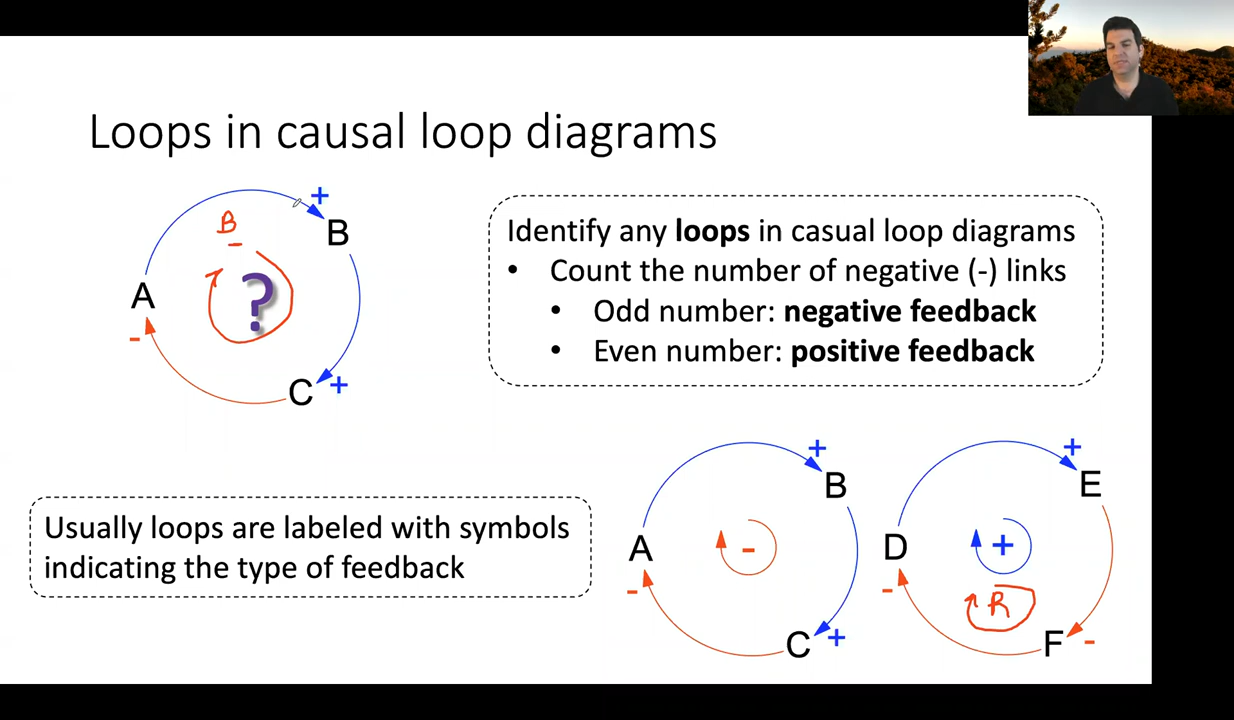 Loops in causal loop diagrams
+
B
B
-
?
A
-
C
+
Identify any loops in casual loop diagrams
• Count the number of negative (-) links
• Odd number: negative feedback
• Even number: positive feedback
Usually loops are labeled with symbols
indicating the type of feedback
+
B
A
-
-
C
+
+
E
D
+
-
R
F
-